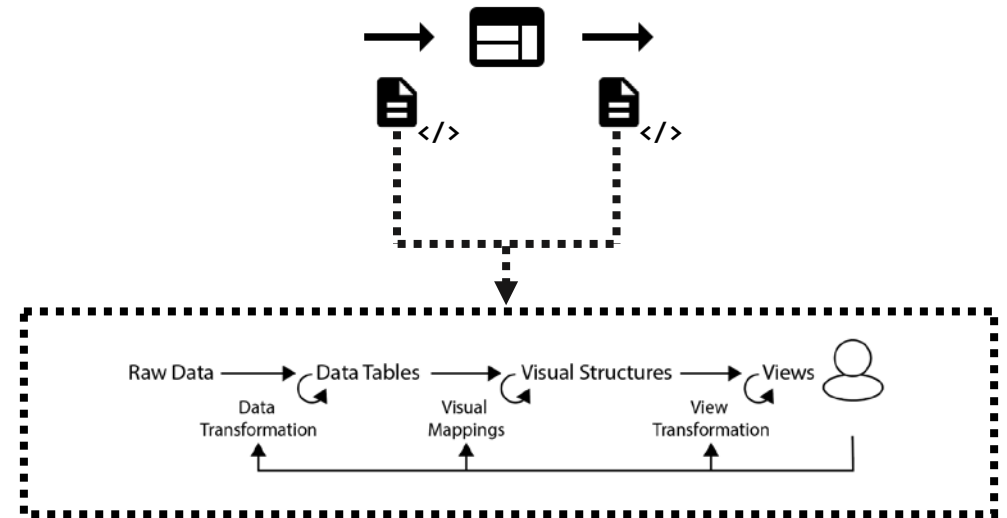 </> </>
Raw Data Data Tables Visual Structures Views
Data Transformation
Visual Mappings
View Transformation